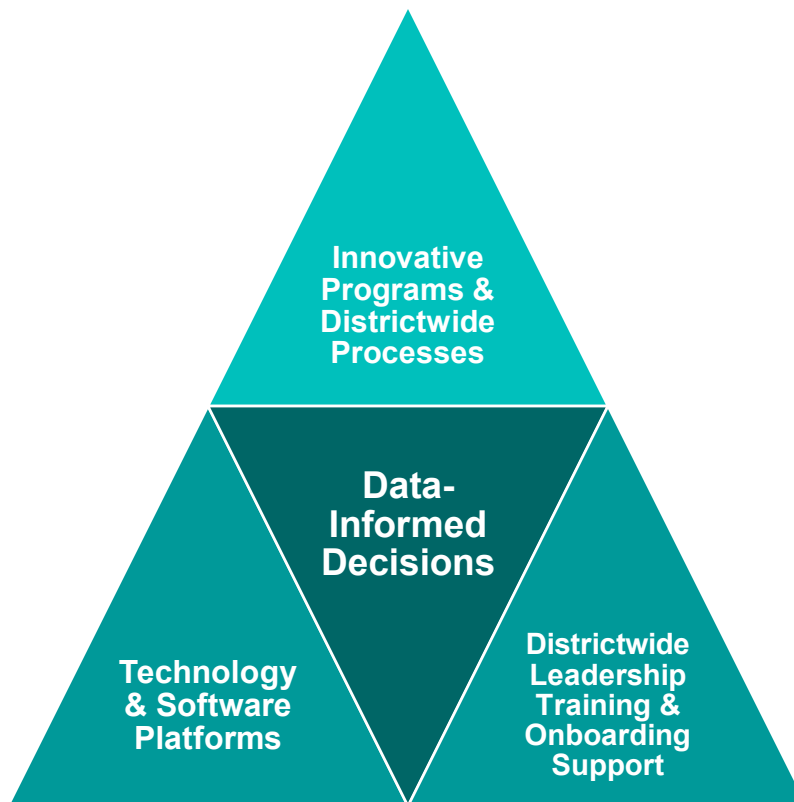 Innovative
Programs &
Districtwide
Processes
Data-
Informed
Decisions
Technology
& Software
Platforms
Districtwide
Leadership
Training &
Onboarding
Support